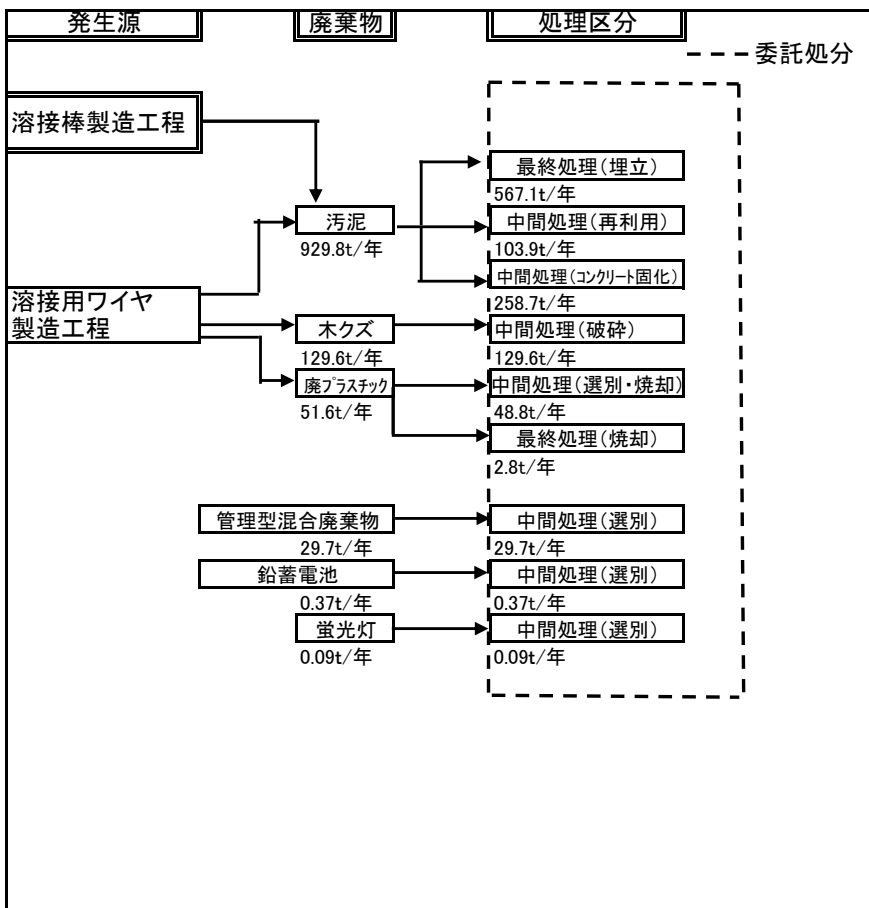 発生源
廃棄物
処理区分
委託処分
溶接棒製造工程
最終処理(埋立)
567.1t/年
汚泥
929.8t/年
中間処理(再利用)
103.9t/年
中間処理(コンクリート固化)
258.7t/年
溶接用ワイヤ
製造工程
木クズ
129.6t/年
中間処理(破砕)
129.6t/年
廃プラスチック
51.6t/年
中間処理(選別・焼却)
48.8t/年
最終処理(焼却)
2.8t/年
管理型混合廃棄物
29.7t/年
中間処理(選別)
29.7t/年
鉛蓄電池
0.37t/年
中間処理(選別)
0.37t/年
蛍光灯
0.09t/年
中間処理(選別)
0.09t/年